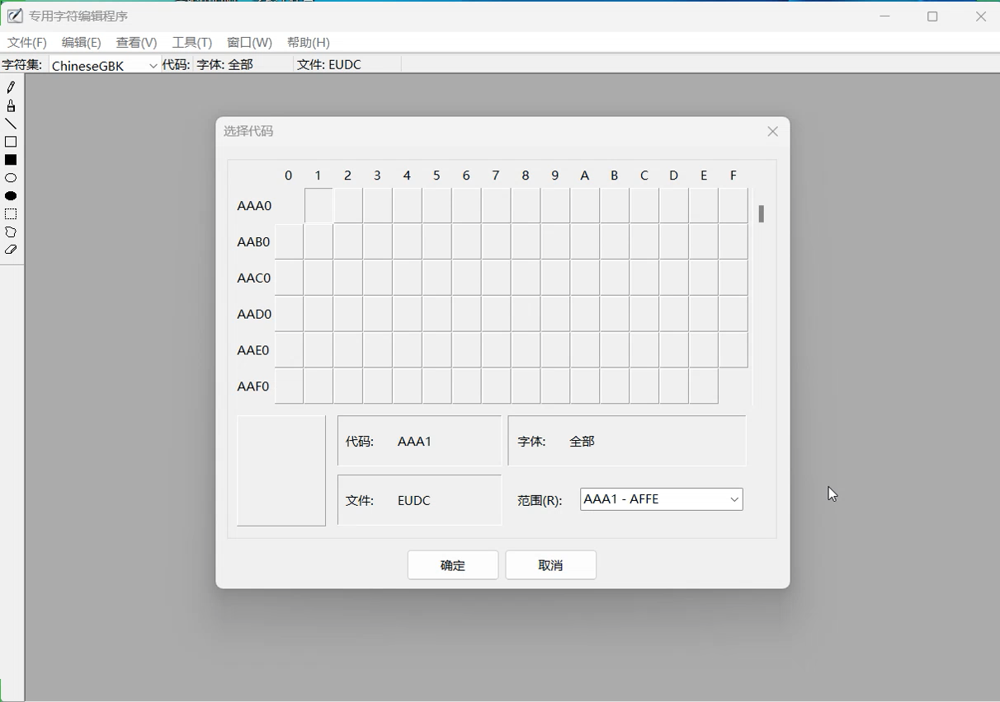 专用字符编辑程序
文件(F) 编辑(E) 查看(V) 工具(T) 窗口(W) 帮助(H)
字符集: ChineseGBK 代码: 字体: 全部 文件: EUDC
选择代码
0 1 2 3 4 5 6 7 8 9 A B C D E F
AAA0
AAB0
AAC0
AAD0
AAE0
AAF0
代码: AAA1 字体: 全部
文件: EUDC 范围(R): AAA1 - AFFE
确定 取消